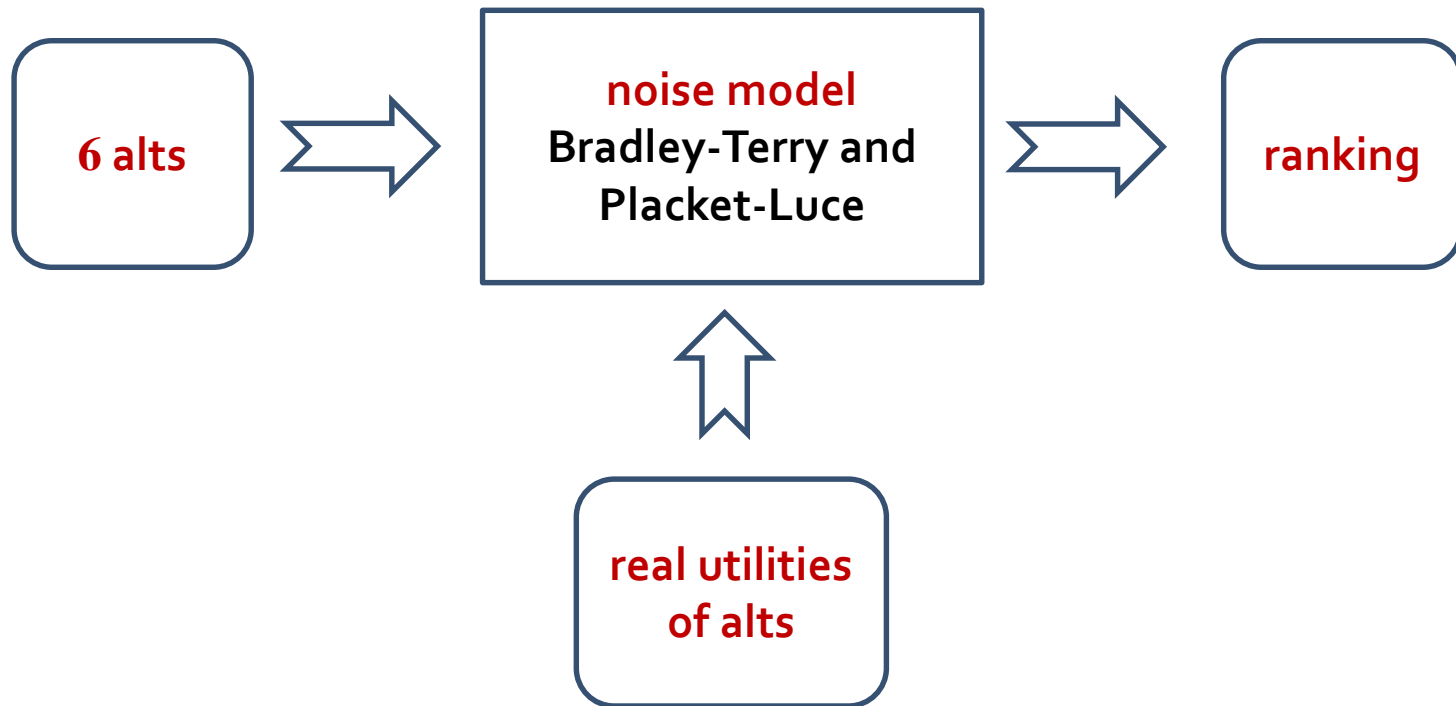 6 alts
noise model
Bradley-Terry and
Placket-Luce
ranking
real utilities
of alts